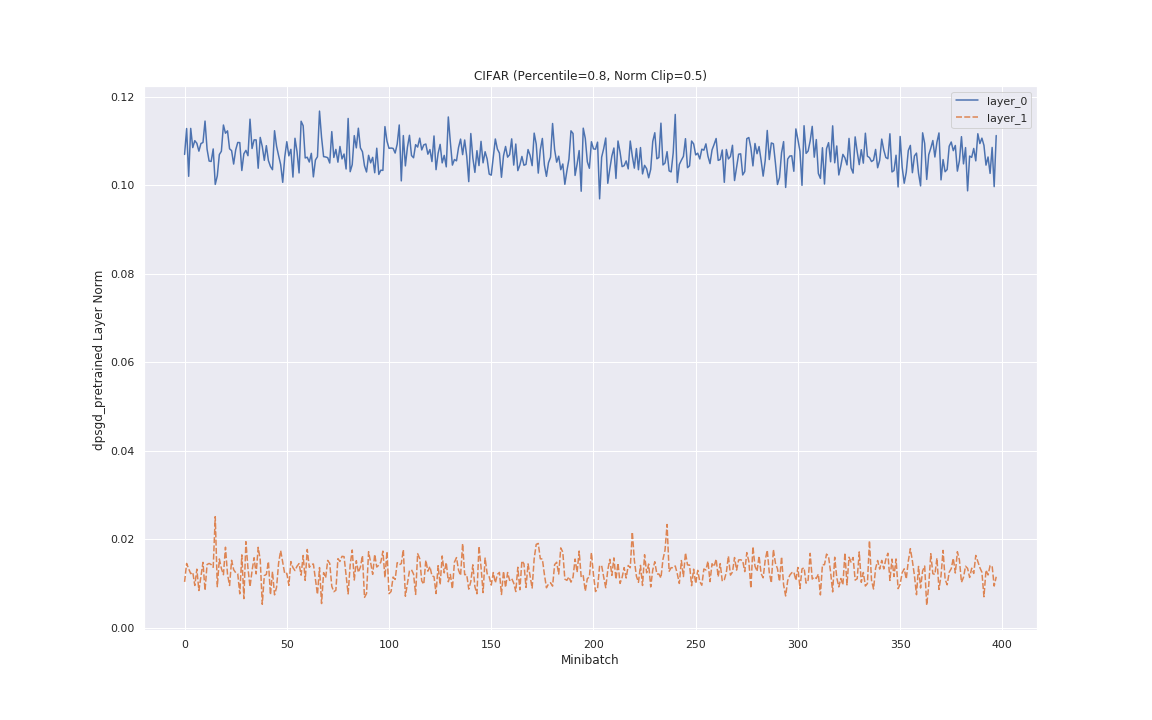 CIFAR (Percentile=0.8, Norm Clip=0.5)
layer_0
layer_1
dpsgd_pretrained Layer Norm
0.12
0.10
0.08
0.06
0.04
0.02
0.00
0 50 100 150 200 250 300 350 400
Minibatch